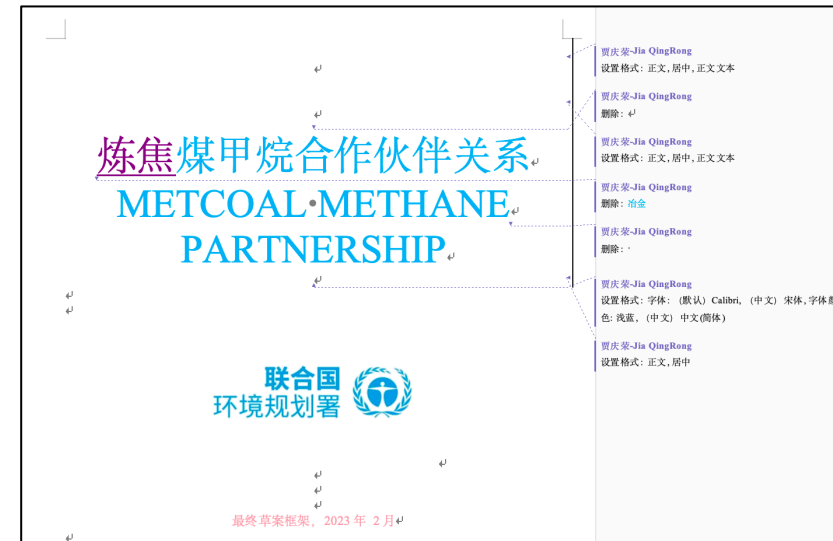 炼焦煤甲烷合作伙伴关系
METCOAL·METHANE
PARTNERSHIP
联合国
环境规划署
最终草案框架，2023 年 2 月
贾庆荣-Jia QingRong
设置格式: 正文, 居中, 正文文本
贾庆荣-Jia QingRong
删除: ↵
贾庆荣-Jia QingRong
设置格式: 正文, 居中, 正文文本
贾庆荣-Jia QingRong
删除: 冶金
贾庆荣-Jia QingRong
删除: ·
贾庆荣-Jia QingRong
设置格式: 字体: (默认) Calibri, (中文) 宋体, 字体颜
色: 浅蓝, (中文) 中文(简体)
贾庆荣-Jia QingRong
设置格式: 正文, 居中